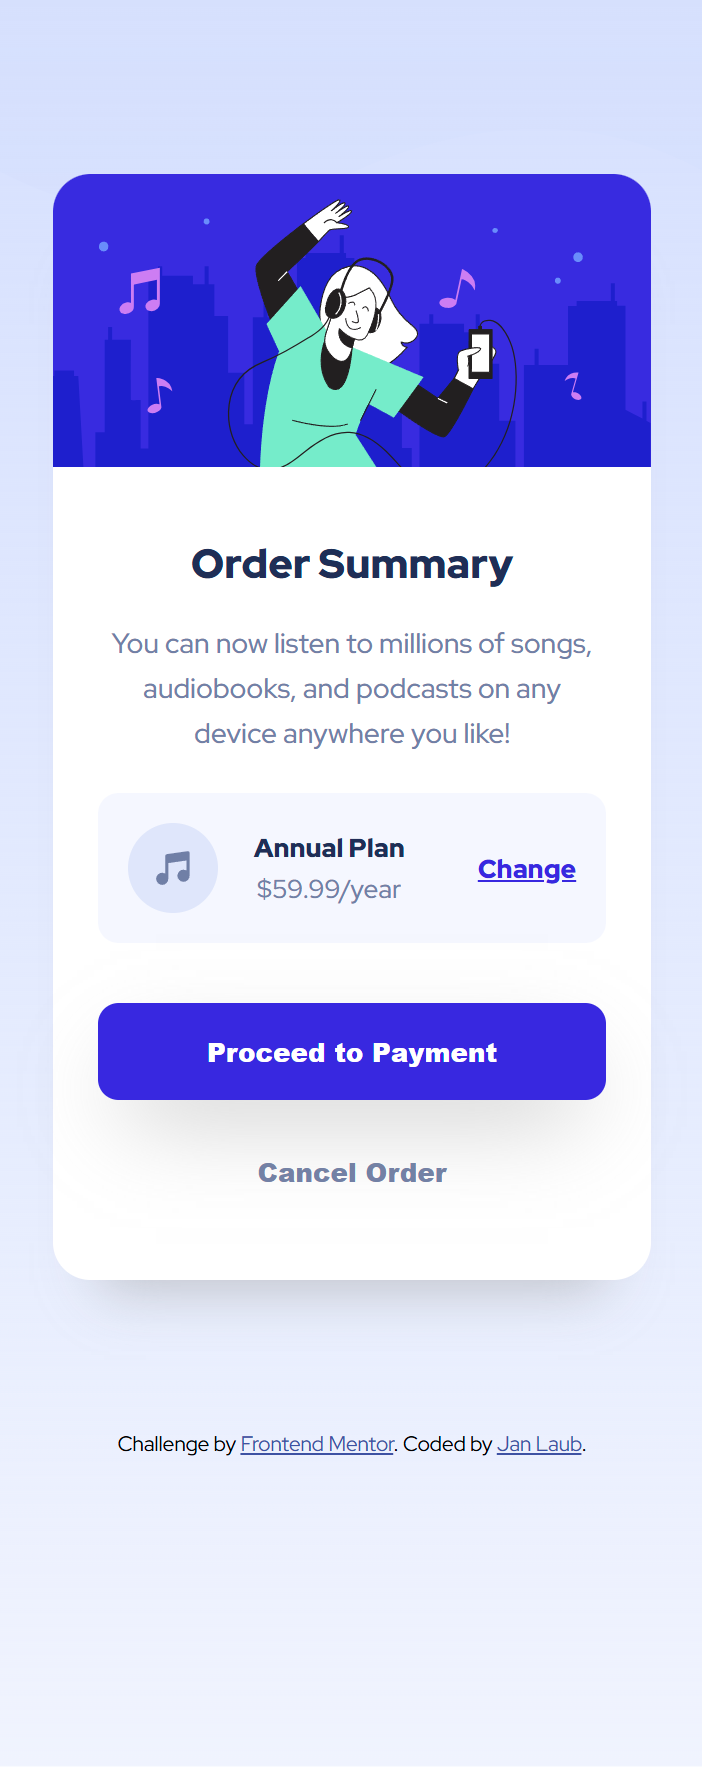 Order Summary
You can now listen to millions of songs,
audiobooks, and podcasts on any
device anywhere you like!
Annual Plan
$59.99/year
Change
Proceed to Payment
Cancel Order
Challenge by Frontend Mentor. Coded by Jan Laub.